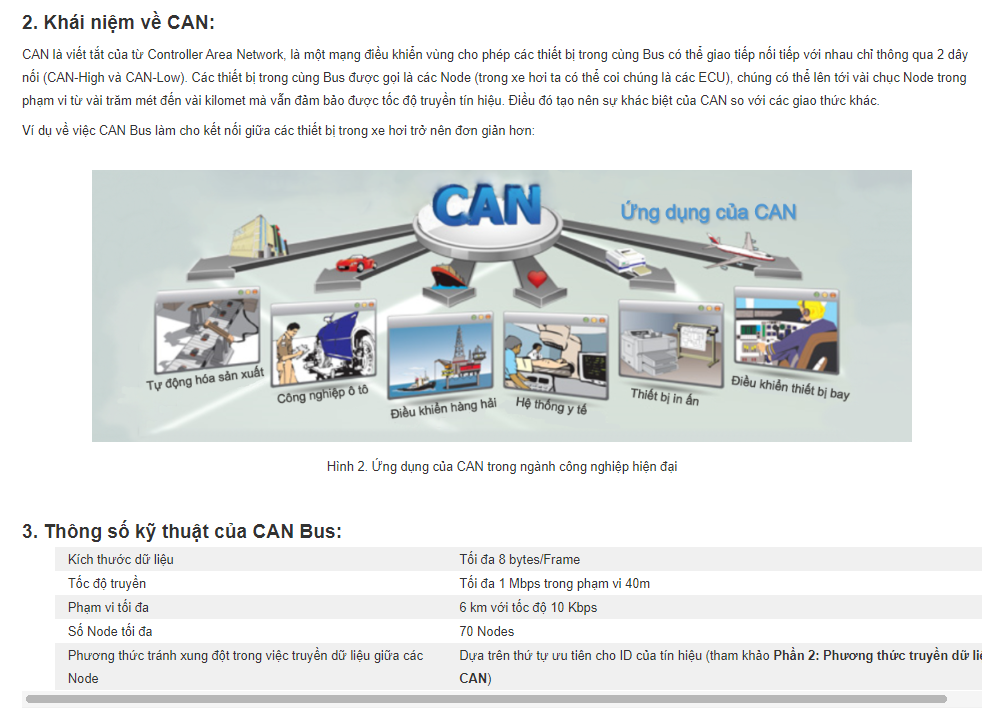 2. Khái niệm về CAN:
CAN là viết tắt của từ Controller Area Network, là một mạng điều khiển vùng cho phép các thiết bị trong cùng Bus có thể giao tiếp nối tiếp với nhau chỉ thông qua 2 dây
nối (CAN-High và CAN-Low). Các thiết bị trong cùng Bus được gọi là các Node (trong xe hơi ta có thể coi chúng là các ECU), chúng có thể lên tới vài chục Node trong
phạm vi từ vài trăm mét đến vài kilomet mà vẫn đảm bảo được tốc độ truyền tín hiệu. Điều đó tạo nên sự khác biệt của CAN so với các giao thức khác.
Ví dụ về việc CAN Bus làm cho kết nối giữa các thiết bị trong xe hơi trở nên đơn giản hơn:
CAN
Ứng dụng của CAN
Tự động hóa sản xuất
Công nghiệp ô tô
Điều khiển hàng hải
Hệ thống y tế
Thiết bị in ấn
Điều khiển thiết bị bay
Hình 2. Ứng dụng của CAN trong ngành công nghiệp hiện đại
3. Thông số kỹ thuật của CAN Bus:
Kích thước dữ liệu Tối đa 8 bytes/Frame
Tốc độ truyền Tối đa 1 Mbps trong phạm vi 40m
Phạm vi tối đa 6 km với tốc độ 10 Kbps
Số Node tối đa 70 Nodes
Phương thức tránh xung đột trong việc truyền dữ liệu giữa các Dựa trên thứ tự ưu tiên cho ID của tín hiệu (tham khảo Phần 2: Phương thức truyền dữ
Node CAN)